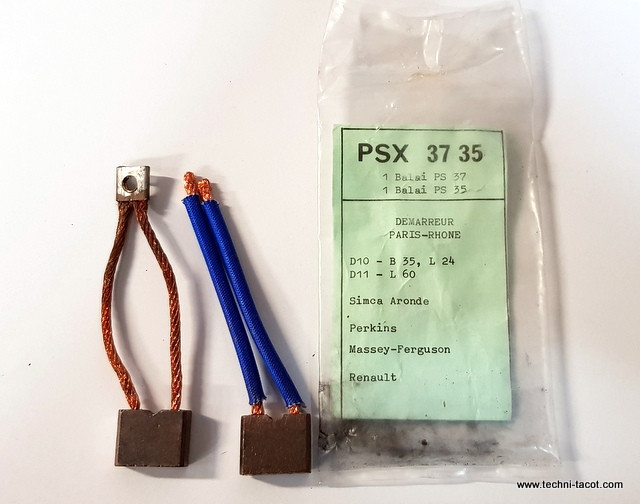 PSX 37 35
1 Balai PS 37
1 Balai PS 35
DEMARREUR
PARIS-RHONE
D10 - B 35, L 24
D11 - L 60
Simca Aronde
Perkins
Massey-Ferguson
Renault
www.techni-tacot.com